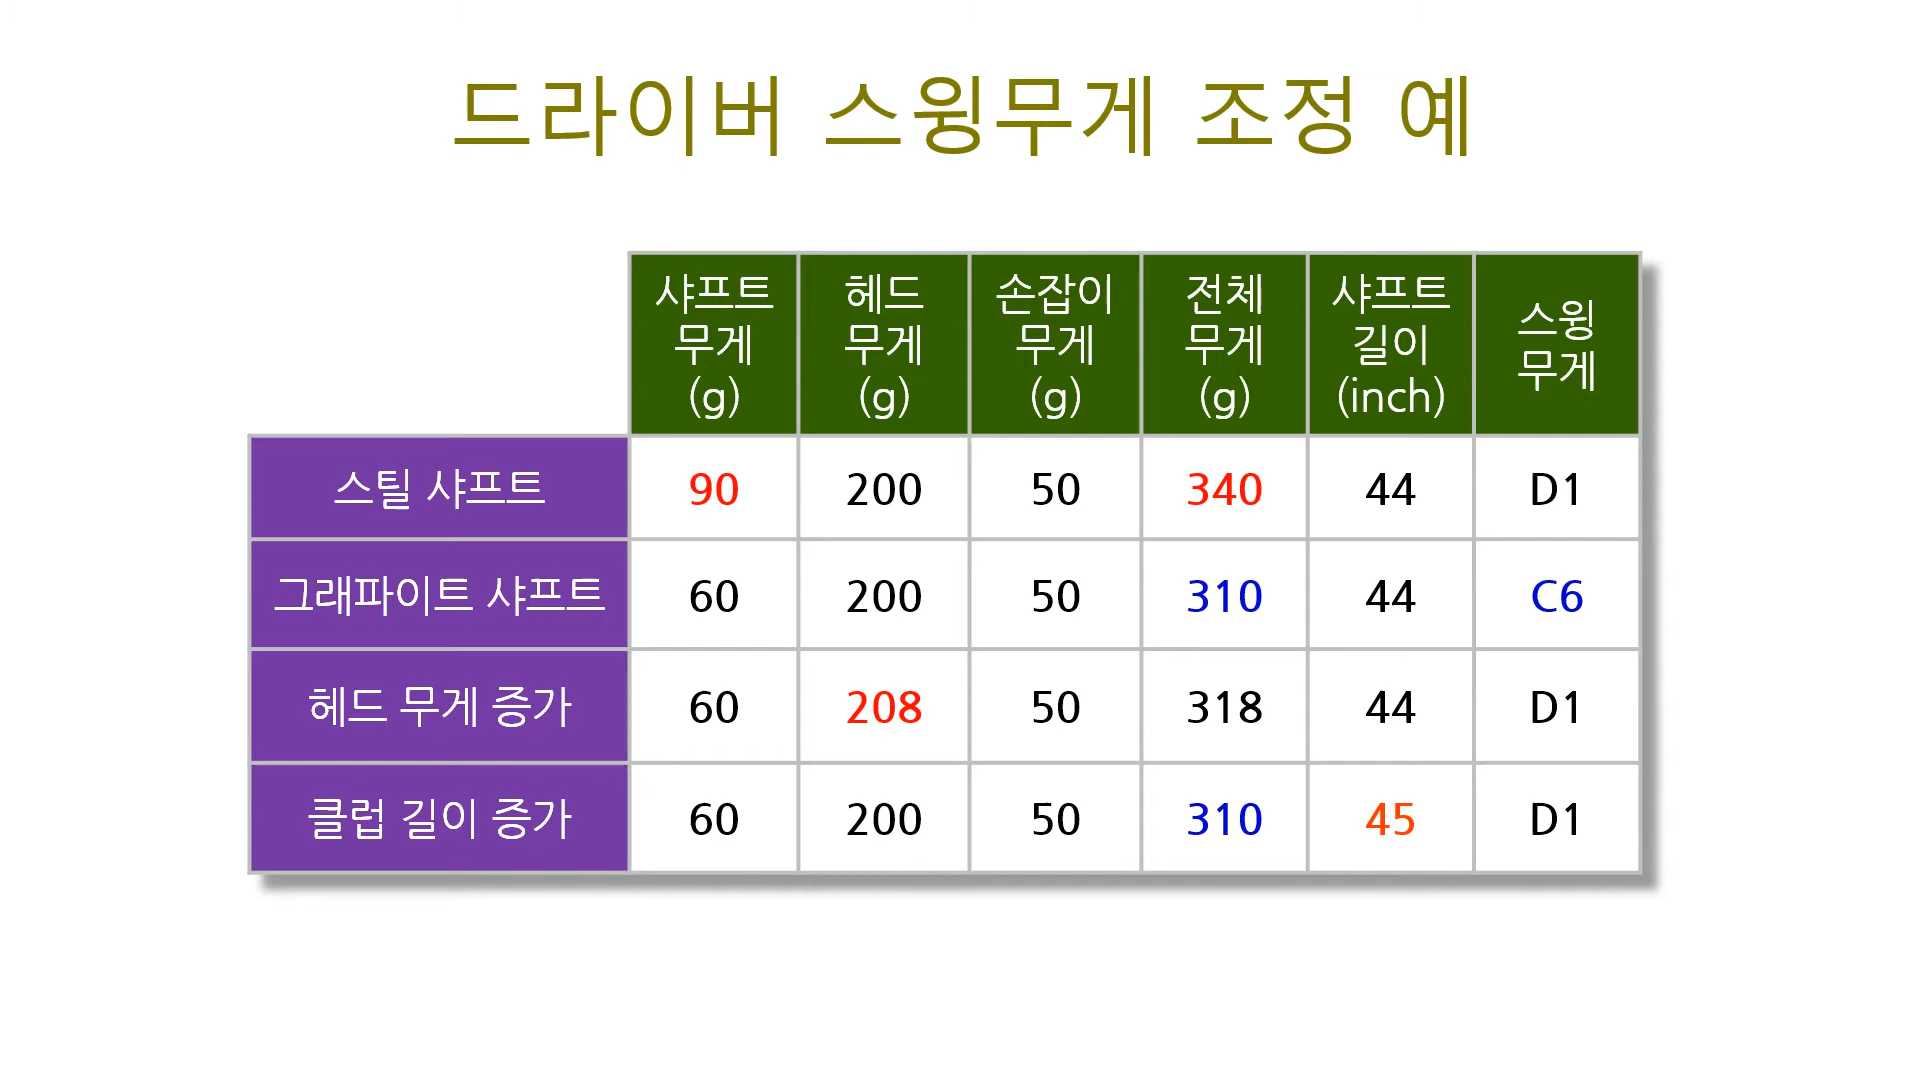 드라이버 스윙무게 조정 예
샤프트 무게 (g) 헤드 무게 (g) 손잡이 무게 (g) 전체 무게 (g) 샤프트 길이 (inch) 스윙 무게
스틸 샤프트 90 200 50 340 44 D1
그래파이트 샤프트 60 200 50 310 44 C6
헤드 무게 증가 60 208 50 318 44 D1
클럽 길이 증가 60 200 50 310 45 D1